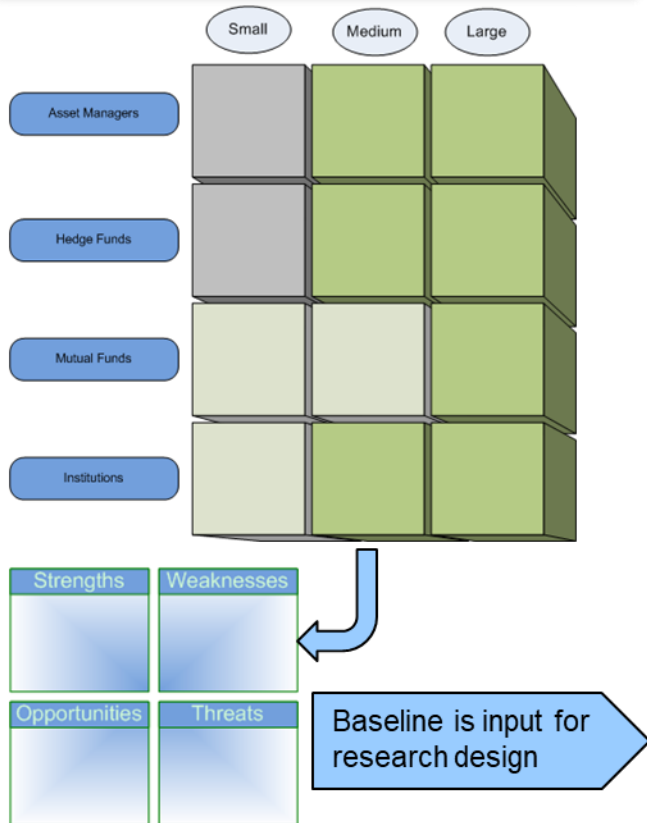 Small
Medium
Large
Asset Managers
Hedge Funds
Mutual Funds
Institutions
Strengths
Weaknesses
Opportunities
Threats
Baseline is input for
research design